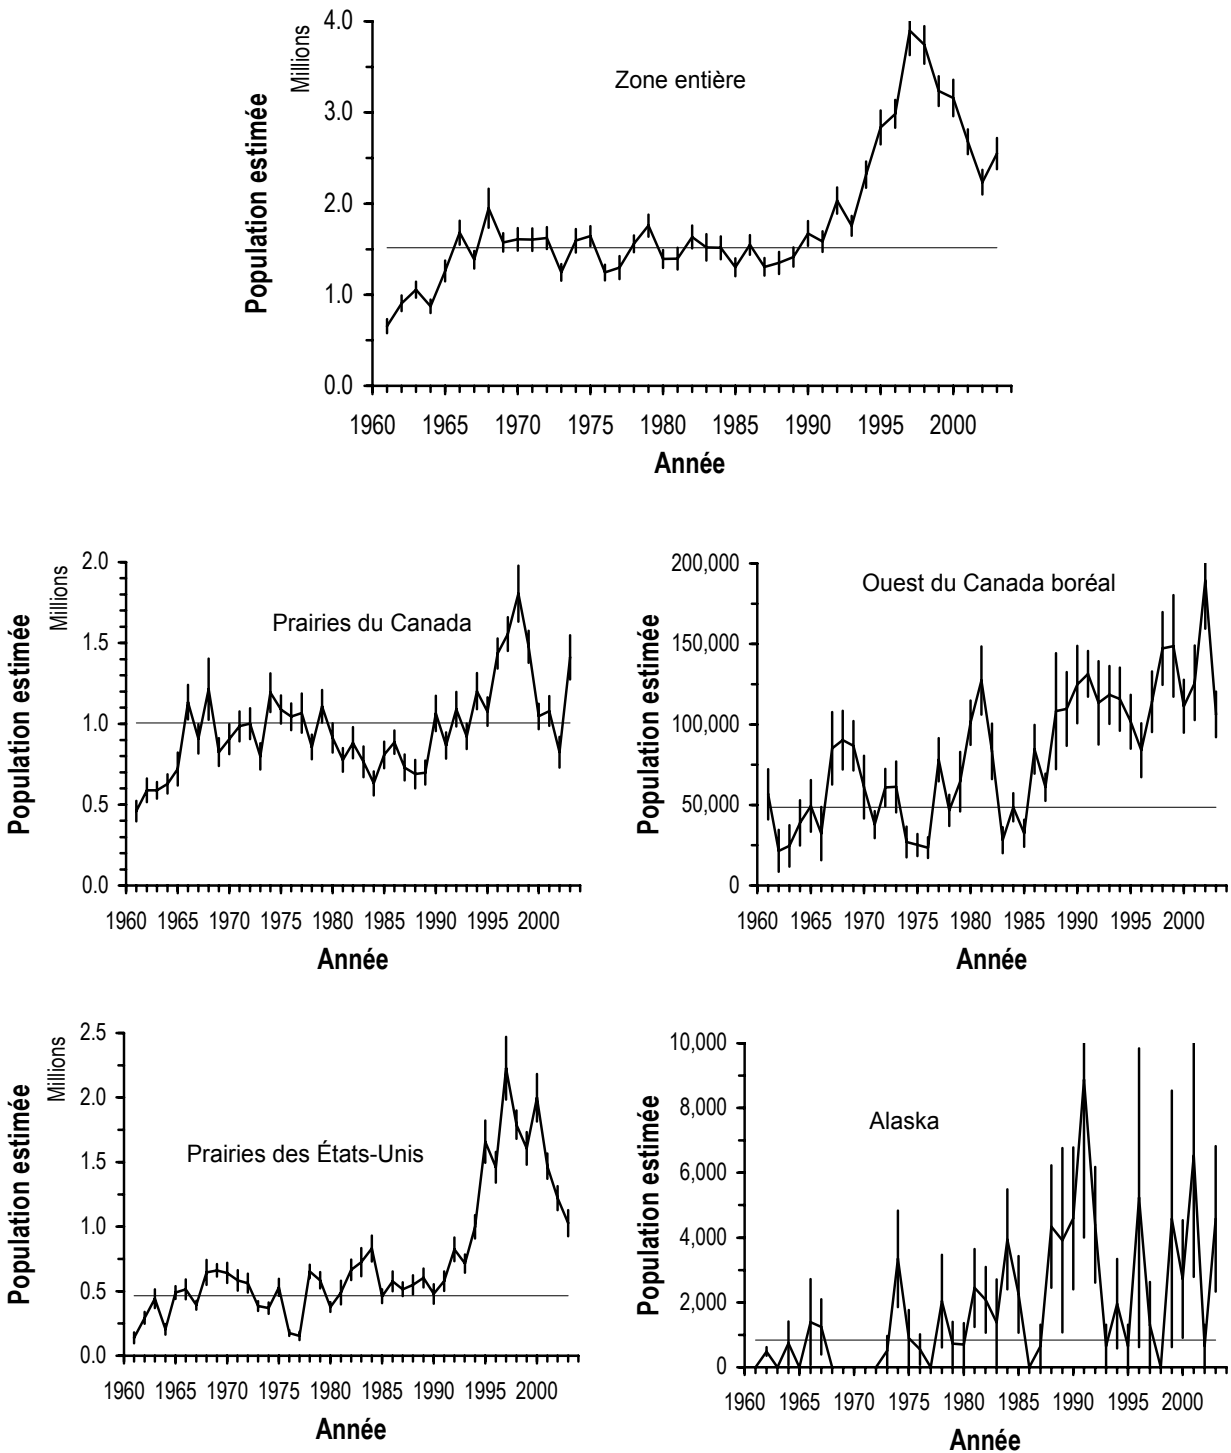 Zone entière
Millions
Population estimée
4.0
3.0
2.0
1.0
0.0
1960 1965 1970 1975 1980 1985 1990 1995 2000
Année
Prairies du Canada
Millions
Population estimée
2.0
1.5
1.0
0.5
0.0
1960 1965 1970 1975 1980 1985 1990 1995 2000
Année
Ouest du Canada boréal
Population estimée
200,000
150,000
100,000
50,000
0
1960 1965 1970 1975 1980 1985 1990 1995 2000
Année
Prairies des États-Unis
Millions
Population estimée
2.5
2.0
1.5
1.0
0.5
0.0
1960 1965 1970 1975 1980 1985 1990 1995 2000
Année
Alaska
Population estimée
10,000
8,000
6,000
4,000
2,000
0
1960 1965 1970 1975 1980 1985 1990 1995 2000
Année